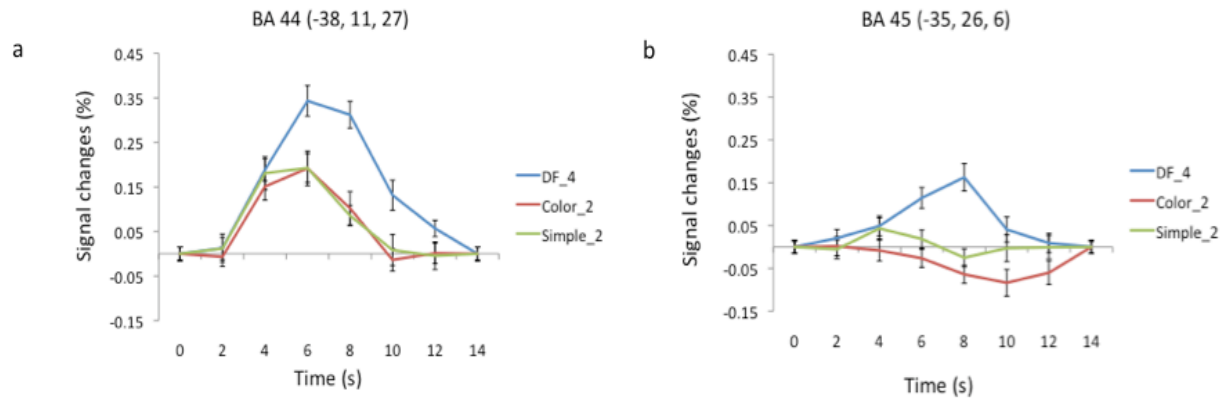 BA 44 (-38, 11, 27)
a
0.45
0.35
0.25
0.15
0.05
-0.05
-0.15
Signal changes (%)
0 2 4 6 8 10 12 14
Time (s)
DF_4
Color_2
Simple_2
BA 45 (-35, 26, 6)
b
0.45
0.35
0.25
0.15
0.05
-0.05
-0.15
Signal changes (%)
0 2 4 6 8 10 12 14
Time (s)
DF_4
Color_2
Simple_2